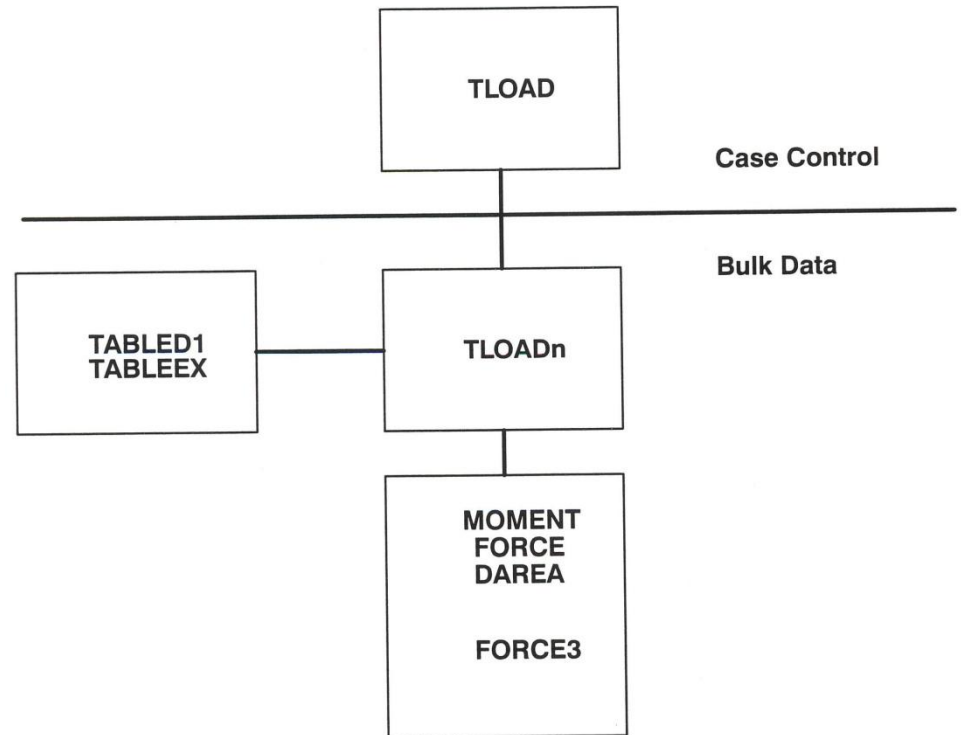 TLOAD
Case Control
Bulk Data
TABLED1
TABLEEX
TLOADn
MOMENT
FORCE
DAREA
FORCE3